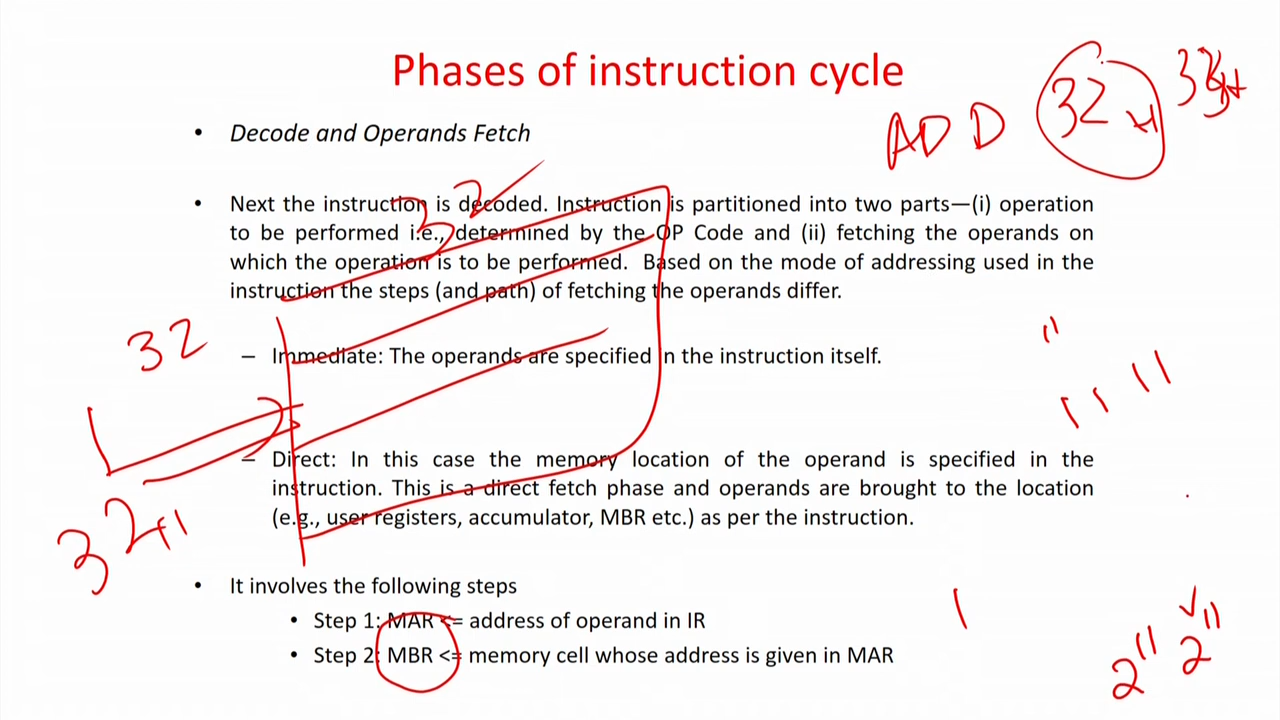 Phases of instruction cycle
ADD 32H 33H
• Decode and Operands Fetch
32
• Next the instruction is decoded. Instruction is partitioned into two parts—(i) operation
to be performed i.e., determined by the OP Code and (ii) fetching the operands on
which the operation is to be performed. Based on the mode of addressing used in the
instruction the steps (and path) of fetching the operands differ.
32
– Immediate: The operands are specified in the instruction itself.
– Direct: In this case the memory location of the operand is specified in the
instruction. This is a direct fetch phase and operands are brought to the location
(e.g., user registers, accumulator, MBR etc.) as per the instruction.
32H
• It involves the following steps
• Step 1: MAR <= address of operand in IR
• Step 2: MBR <= memory cell whose address is given in MAR